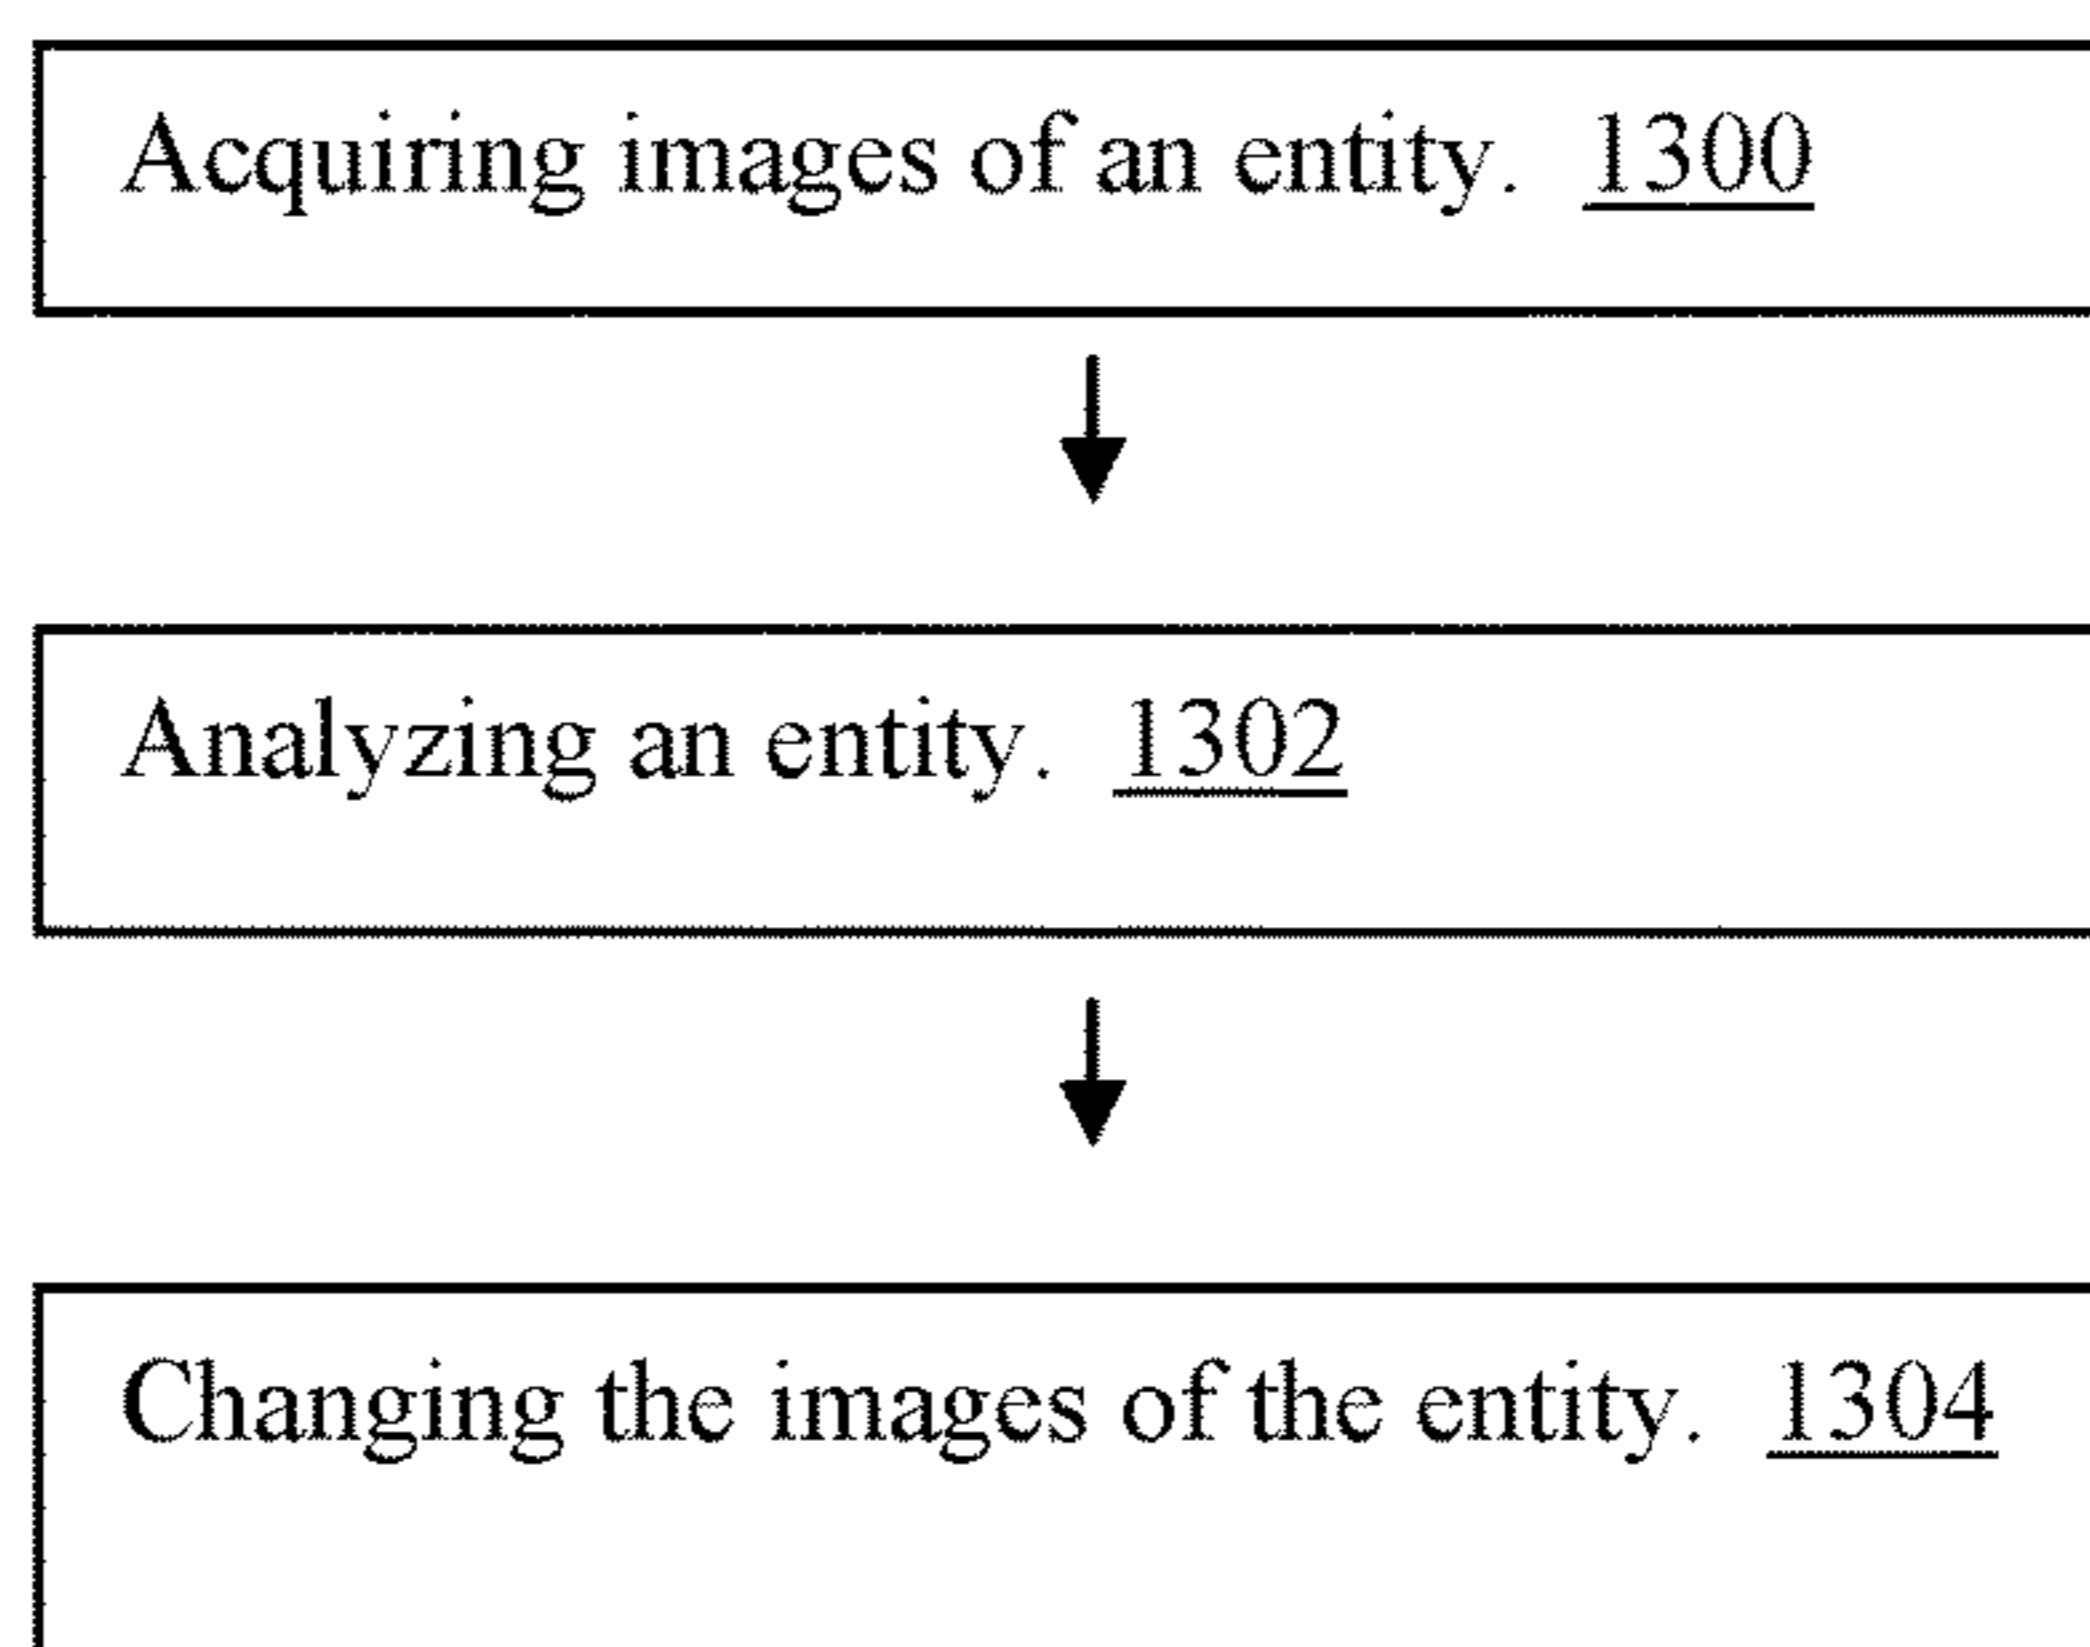 Acquiring images of an entity. 1300
Analyzing an entity. 1302
Changing the images of the entity. 1304